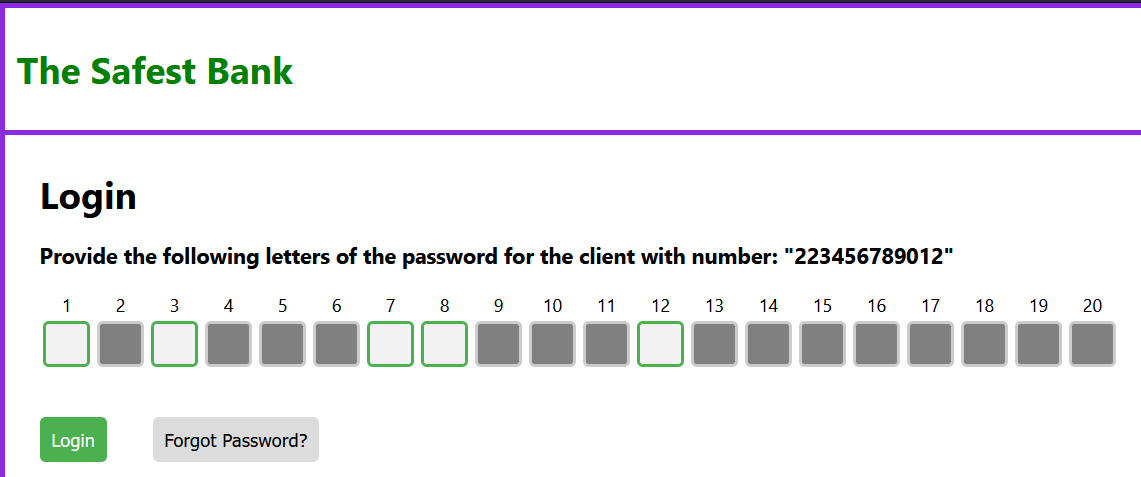 The Safest Bank
Login
Provide the following letters of the password for the client with number: "223456789012"
1 2 3 4 5 6 7 8 9 10 11 12 13 14 15 16 17 18 19 20
Login Forgot Password?